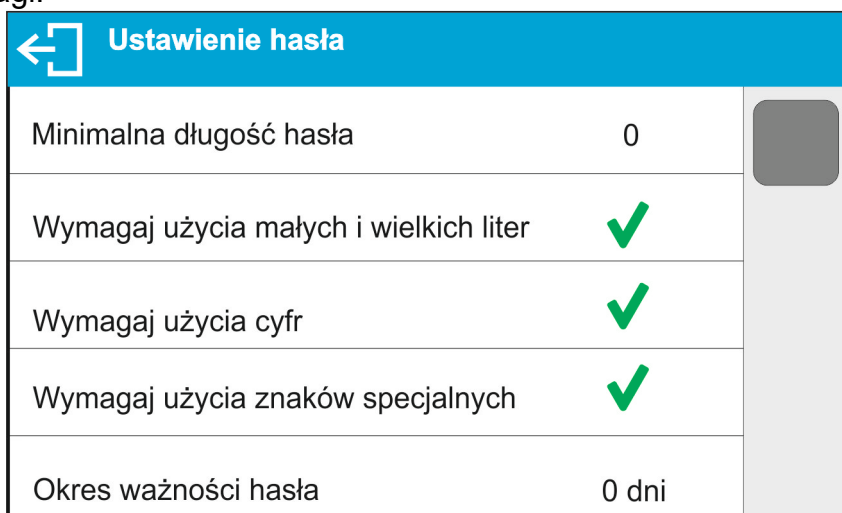 Ustawienie hasła
Minimalna długość hasła 0
Wymagaj użycia małych i wielkich liter
Wymagaj użycia cyfr
Wymagaj użycia znaków specjalnych
Okres ważności hasła 0 dni